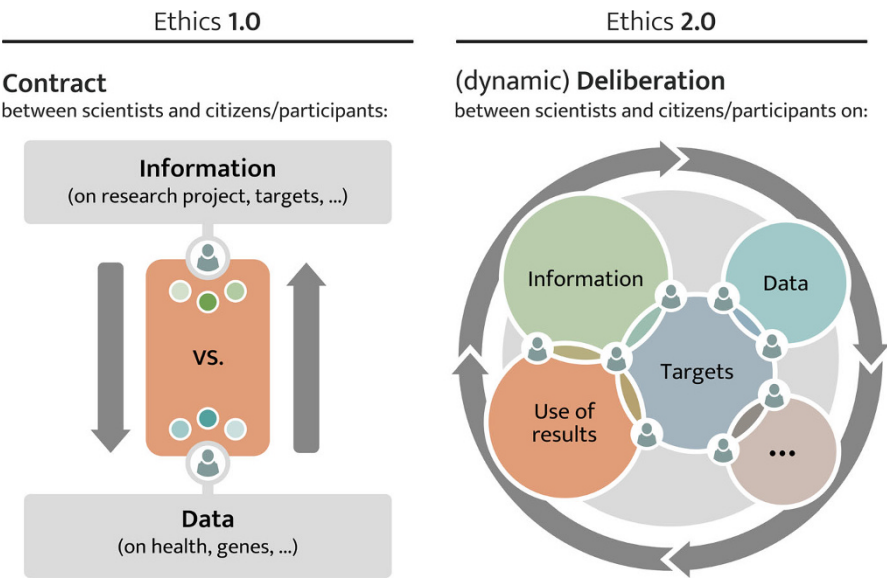 Ethics 1.0
Contract
between scientists and citizens/participants:
Information
(on research project, targets, ...)
vs.
Data
(on health, genes, ...)
Ethics 2.0
(dynamic) Deliberation
between scientists and citizens/participants on:
Information
Data
Targets
Use of
results
...